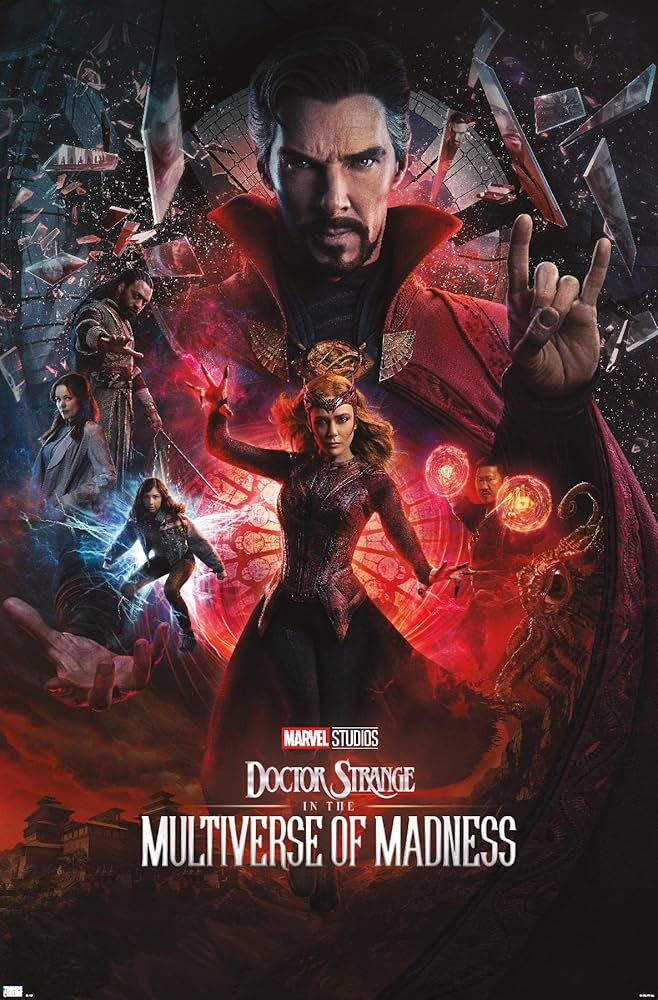 MARVEL STUDIOS
DOCTOR STRANGE
IN THE
MULTIVERSE OF MADNESS